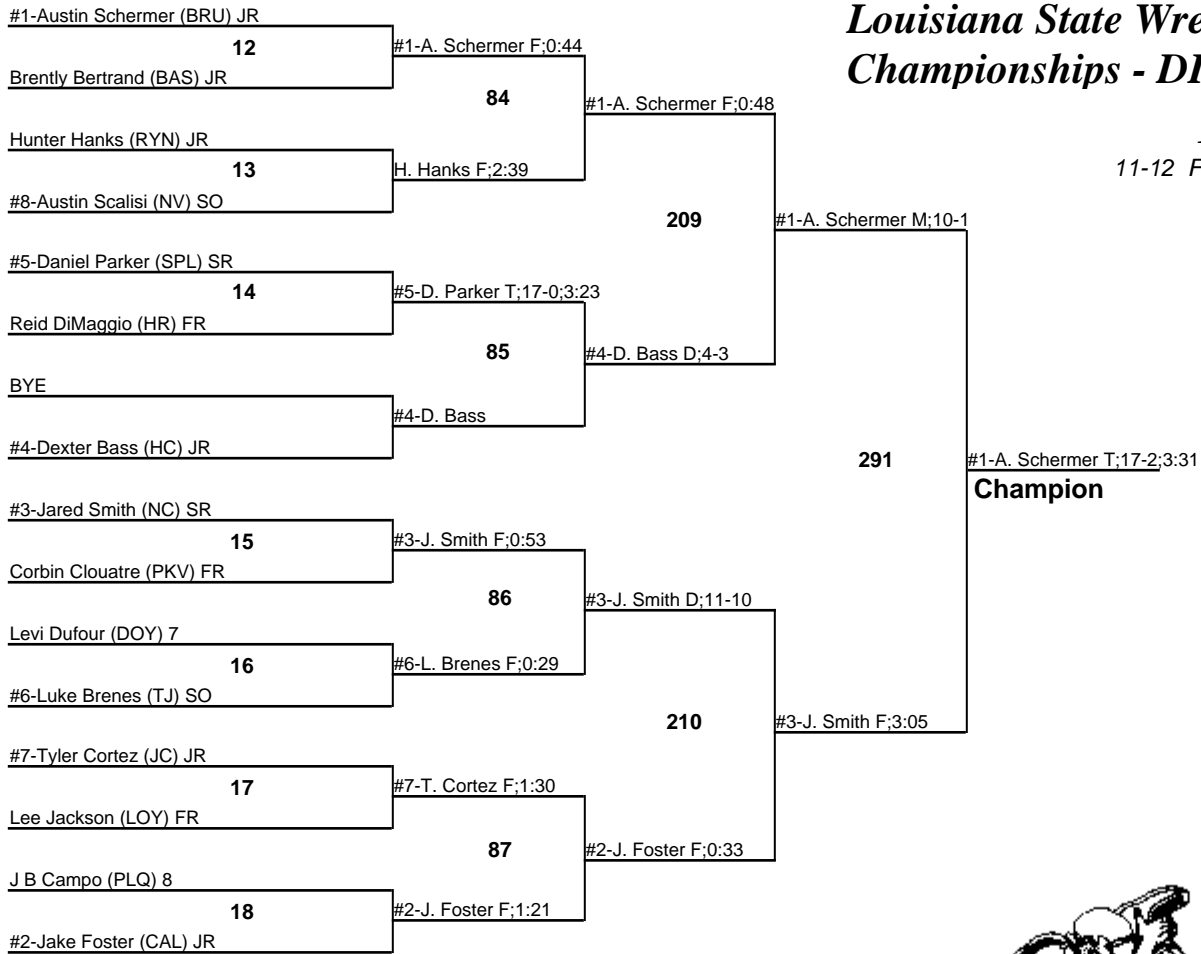 Louisiana State Wre
Championships - DI
11-12 F
#1-Austin Schermer (BRU) JR
12
Brently Bertrand (BAS) JR
#1-A. Schermer F;0:44
84
Hunter Hanks (RYN) JR
13
#8-Austin Scalisi (NV) SO
H. Hanks F;2:39
#1-A. Schermer F;0:48
209
#5-Daniel Parker (SPL) SR
14
Reid DiMaggio (HR) FR
#5-D. Parker T;17-0;3:23
85
BYE
#4-Dexter Bass (HC) JR
#4-D. Bass
#4-D. Bass D;4-3
#1-A. Schermer M;10-1
291
#3-Jared Smith (NC) SR
15
Corbin Clouatre (PKV) FR
#3-J. Smith F;0:53
86
Levi Dufour (DOY) 7
16
#6-Luke Brenes (TJ) SO
#6-L. Brenes F;0:29
#3-J. Smith D;11-10
210
#7-Tyler Cortez (JC) JR
17
Lee Jackson (LOY) FR
#7-T. Cortez F;1:30
87
J B Campo (PLQ) 8
18
#2-Jake Foster (CAL) JR
#2-J. Foster F;1:21
#2-J. Foster F;0:33
#3-J. Smith F;3:05
#1-A. Schermer T;17-2;3:31
Champion